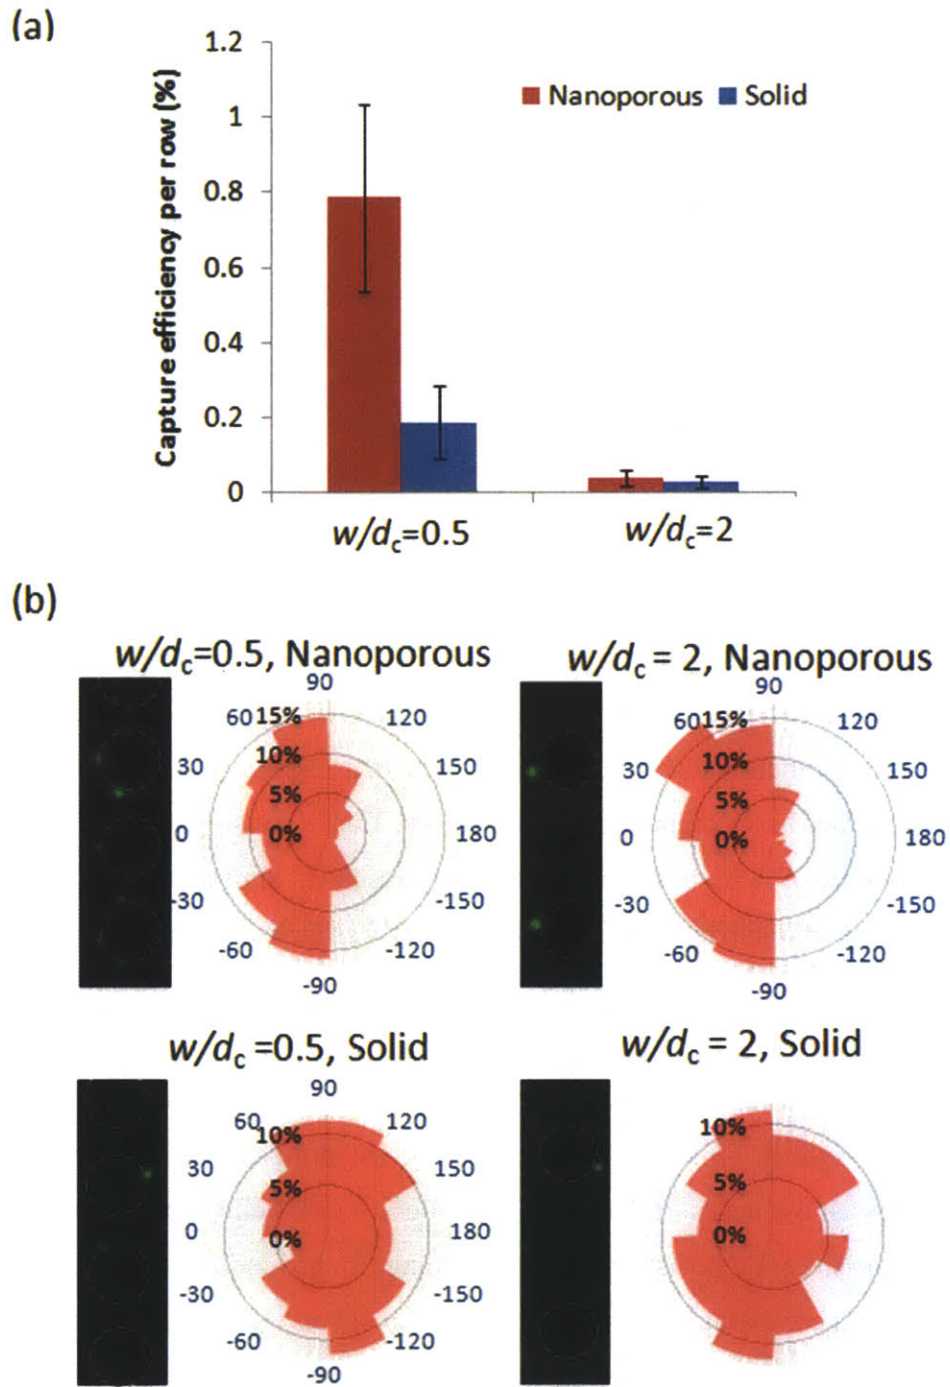 (a)
Capture efficiency per row (%)
1.2
1
0.8
0.6
0.4
0.2
0
Nanoporous Solid
w/dc=0.5
w/dc=2
(b)
w/dc=0.5, Nanoporous
90
60 15% 120
10%
30 150
5%
0 0% 180
-30 -150
-60 -120
-90
w/dc = 2, Nanoporous
90
60 15% 120
10%
30 150
5%
0 0% 180
-30 -150
-60 -120
-90
w/dc =0.5, Solid
90
60 10% 120
30 5% 150
0 0% 180
-30 -150
-60 -120
-90
w/dc = 2, Solid
10%
5%
0%